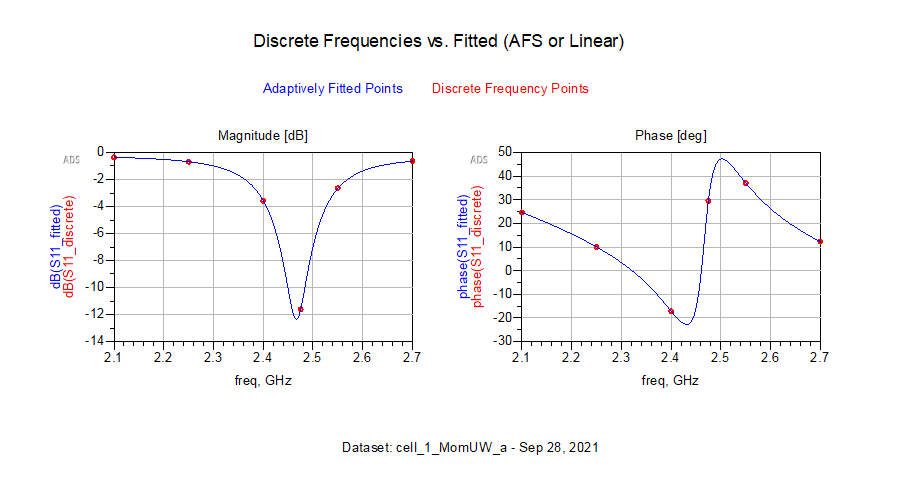 Discrete Frequencies vs. Fitted (AFS or Linear)
Adaptively Fitted Points Discrete Frequency Points
Magnitude [dB]
ADS
dB(S11_fitted)
dB(S11_discrete)
0
-2
-4
-6
-8
-10
-12
-14
2.1 2.2 2.3 2.4 2.5 2.6 2.7
freq, GHz
Phase [deg]
ADS
phase(S11_fitted)
phase(S11_discrete)
50
40
30
20
10
0
-10
-20
-30
2.1 2.2 2.3 2.4 2.5 2.6 2.7
freq, GHz
Dataset: cell_1_MomUW_a - Sep 28, 2021